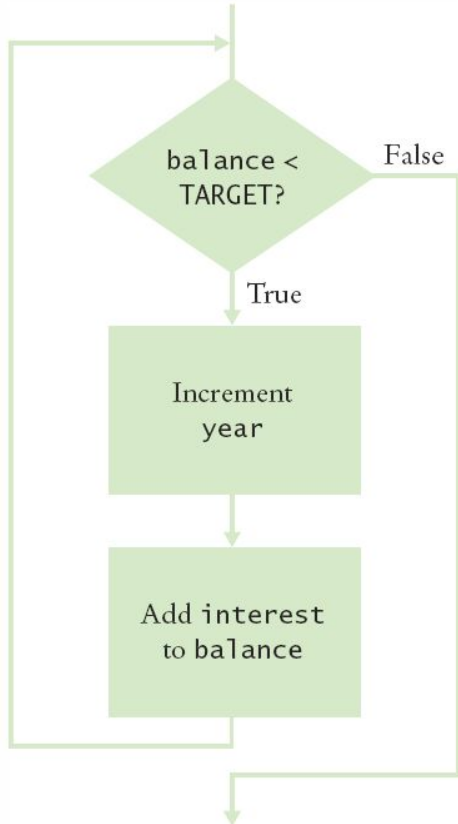 balance <
TARGET?
False
True
Increment
year
Add interest
to balance